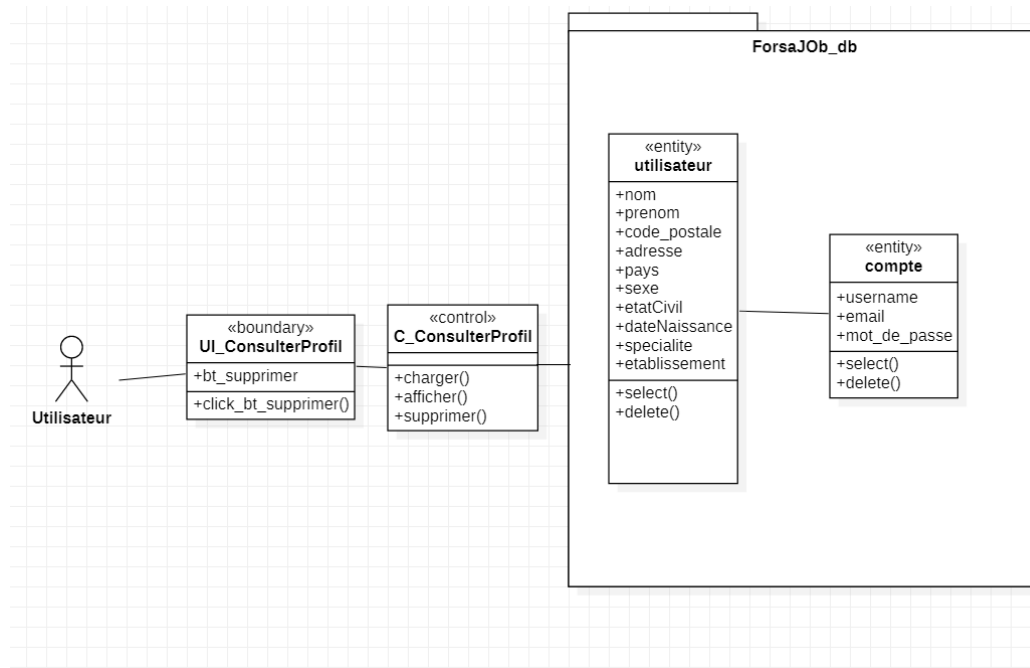 ForsaJOb_db
«entity»
utilisateur
+nom
+prenom
+code_postale
+adresse
+pays
+sexe
+etatCivil
+dateNaissance
+specialite
+etablissement
+select()
+delete()
«entity»
compte
+username
+email
+mot_de_passe
+select()
+delete()
«control»
C_ConsulterProfil
+charger()
+afficher()
+supprimer()
«boundary»
UI_ConsulterProfil
+bt_supprimer
+click_bt_supprimer()
Utilisateur